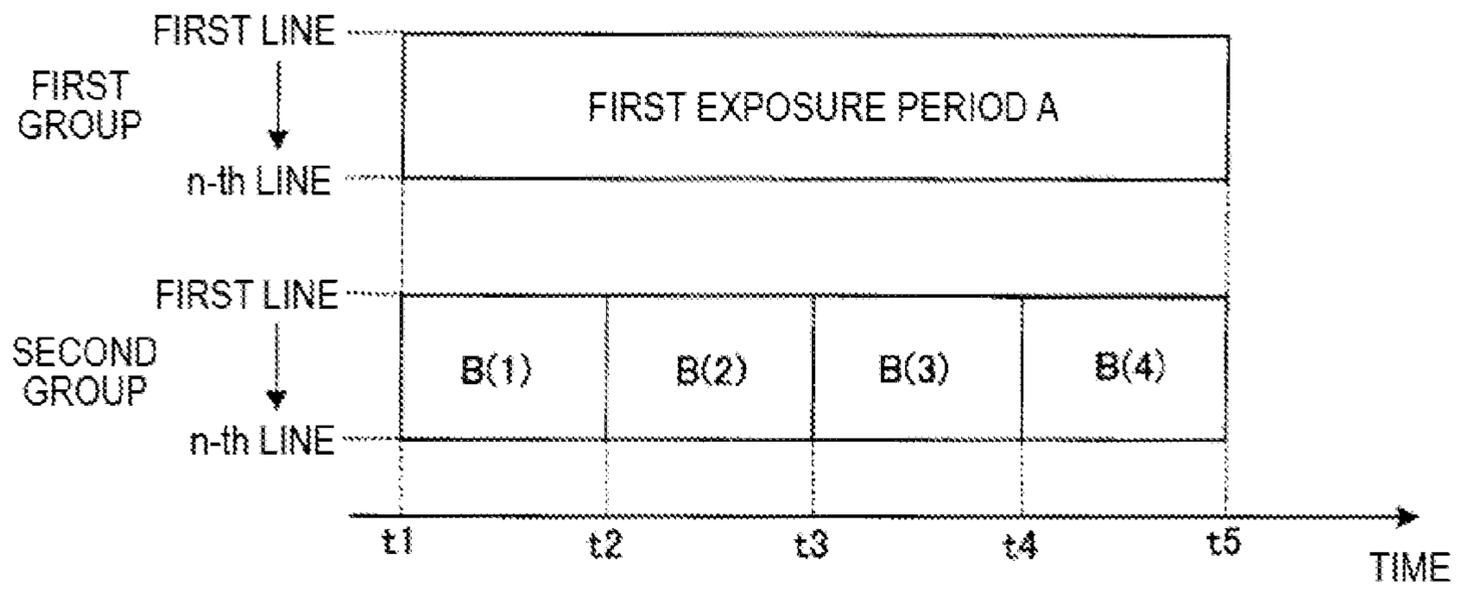 FIRST LINE
FIRST
GROUP
FIRST EXPOSURE PERIOD A
n-th LINE
FIRST LINE
SECOND
GROUP
B(1) B(2) B(3) B(4)
n-th LINE
t1 t2 t3 t4 t5
TIME